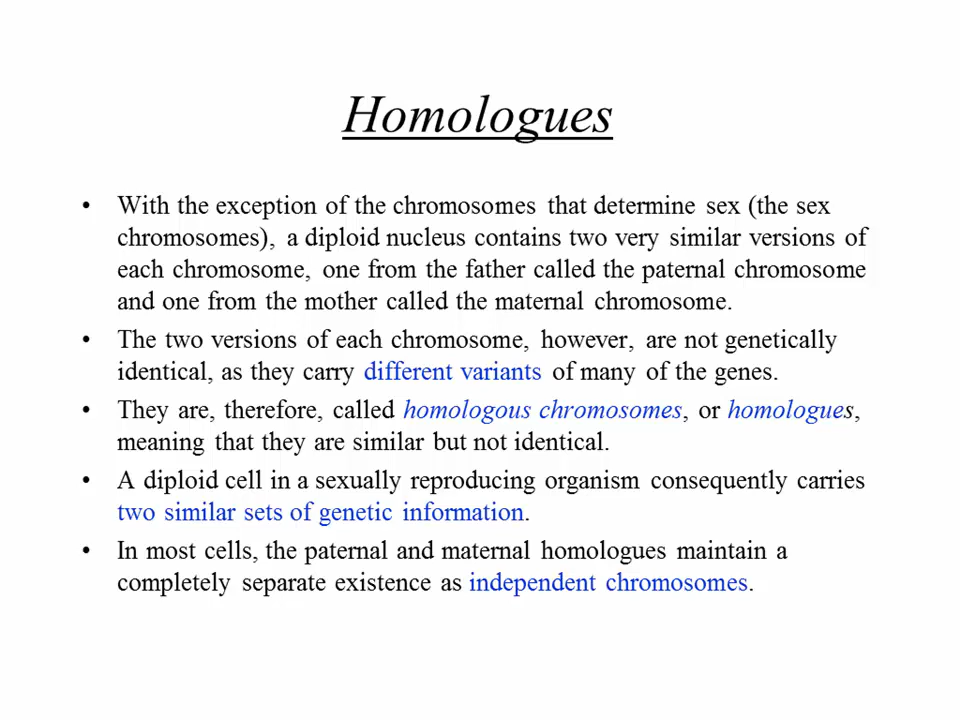 Homologues
• With the exception of the chromosomes that determine sex (the sex
chromosomes), a diploid nucleus contains two very similar versions of
each chromosome, one from the father called the paternal chromosome
and one from the mother called the maternal chromosome.
• The two versions of each chromosome, however, are not genetically
identical, as they carry different variants of many of the genes.
• They are, therefore, called homologous chromosomes, or homologues,
meaning that they are similar but not identical.
• A diploid cell in a sexually reproducing organism consequently carries
two similar sets of genetic information.
• In most cells, the paternal and maternal homologues maintain a
completely separate existence as independent chromosomes.